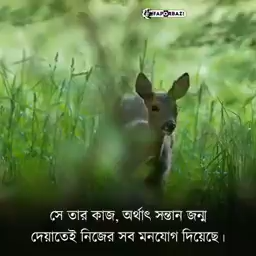 সে তার কাজ, অর্থাৎ সন্তান জন্ম
দেয়াতেই নিজের সব মনযোগ দিয়েছে।